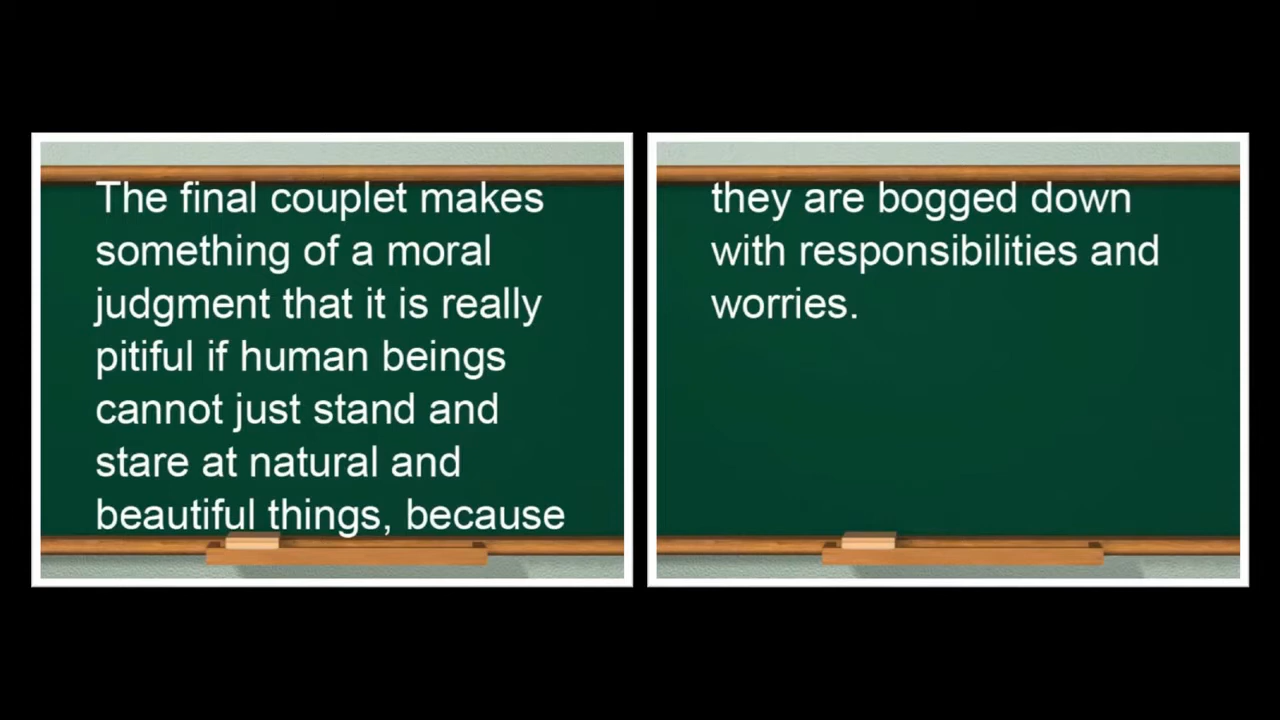 The final couplet makes
something of a moral
judgment that it is really
pitiful if human beings
cannot just stand and
stare at natural and
beautiful things, because
they are bogged down
with responsibilities and
worries.